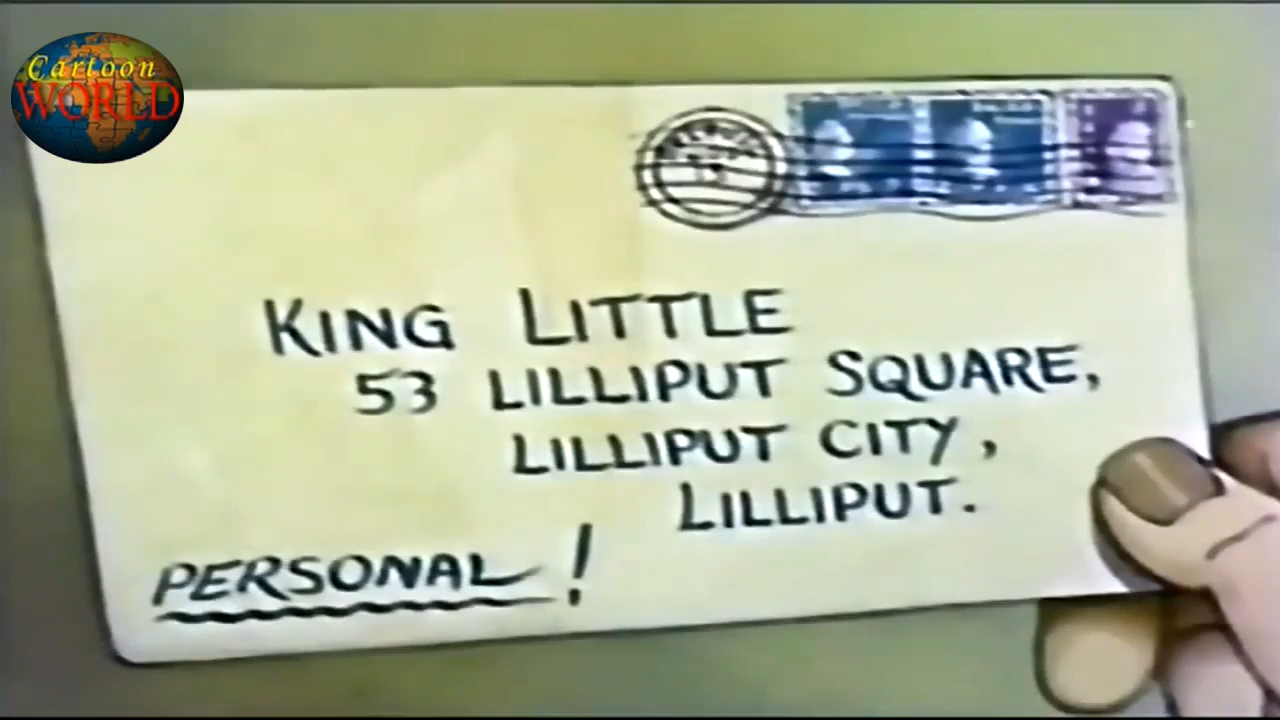 Cartoon
WORLD
KING LITTLE
53 LILLIPUT SQUARE,
LILLIPUT CITY,
LILLIPUT.
PERSONAL!